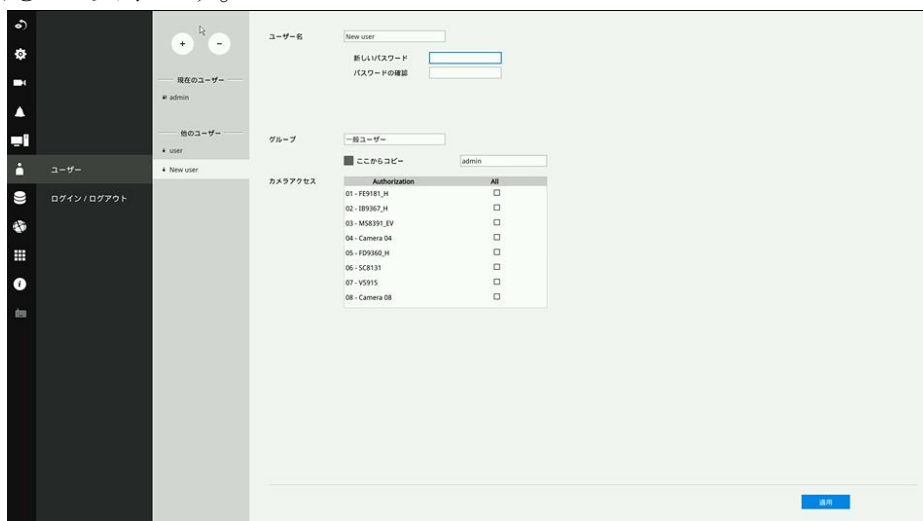 + -
現在のユーザー
admin
他のユーザー
user
New user
ユーザー
ログイン / ログアウト
ユーザー名 New user
新しいパスワード
パスワードの確認
グループ 一般ユーザー
ここからコピー admin
カメラアクセス
Authorization All
01 - FE9181_H
02 - IB9367_H
03 - MS8391_EV
04 - Camera 04
05 - FD9360_H
06 - SC8131
07 - VS915
08 - Camera 08
適用